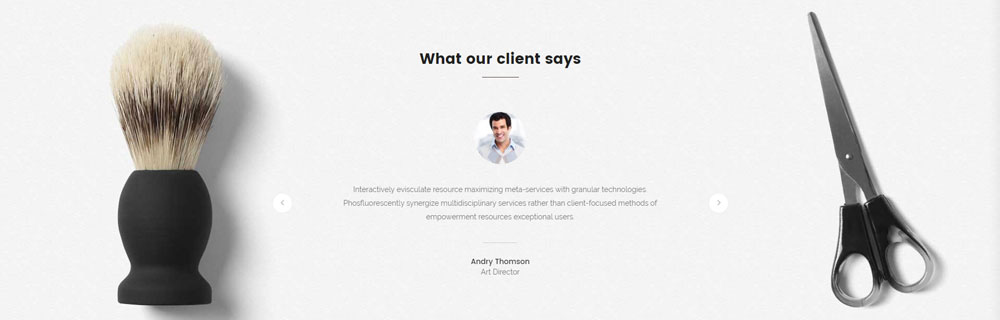 What our client says
Interactively evisculate resource maximizing meta-services with granular technologies
Phosfluorescently synergize multidisciplinary services rather than client-focused methods of
empowerment resources exceptional users.
Andry Thomson
Art Director